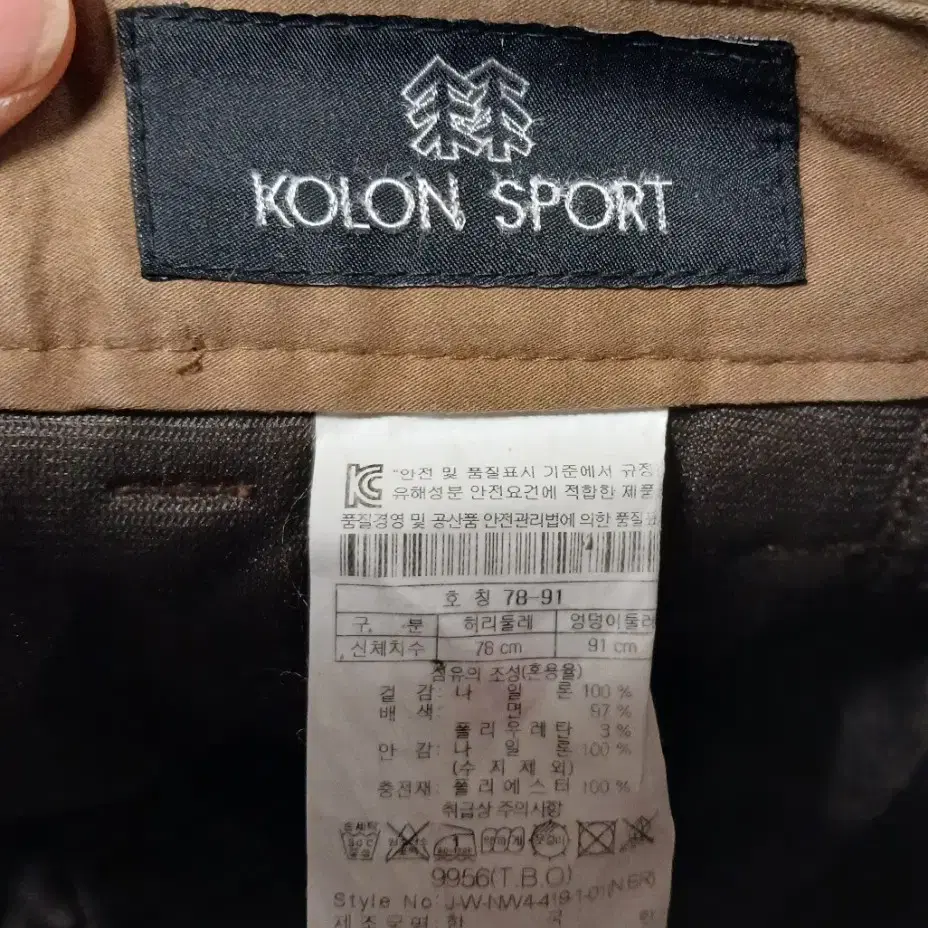 KOLON SPORT
"안전 및 품질표시 기준에서 규정
유해성분 안전요건에 적합한 제품
품질경영 및 공산품 안전관리법에 의한 품질표
호 칭 78-91
구 분 허리둘레 엉덩이둘레
신체치수 78 cm 91 cm
섬유의 조성(혼용율)
겉 감: 나 일 론 100 %
배 색: 면 97 %
폴 리 우 레 탄 3 %
안 감: 나 일 론 100 %
(수 지 제 외)
충전재: 폴 리 에 스 터 100 %
취급상 주의사항
9956(T.B.O)
Style No
제 조 국 명: 한 국